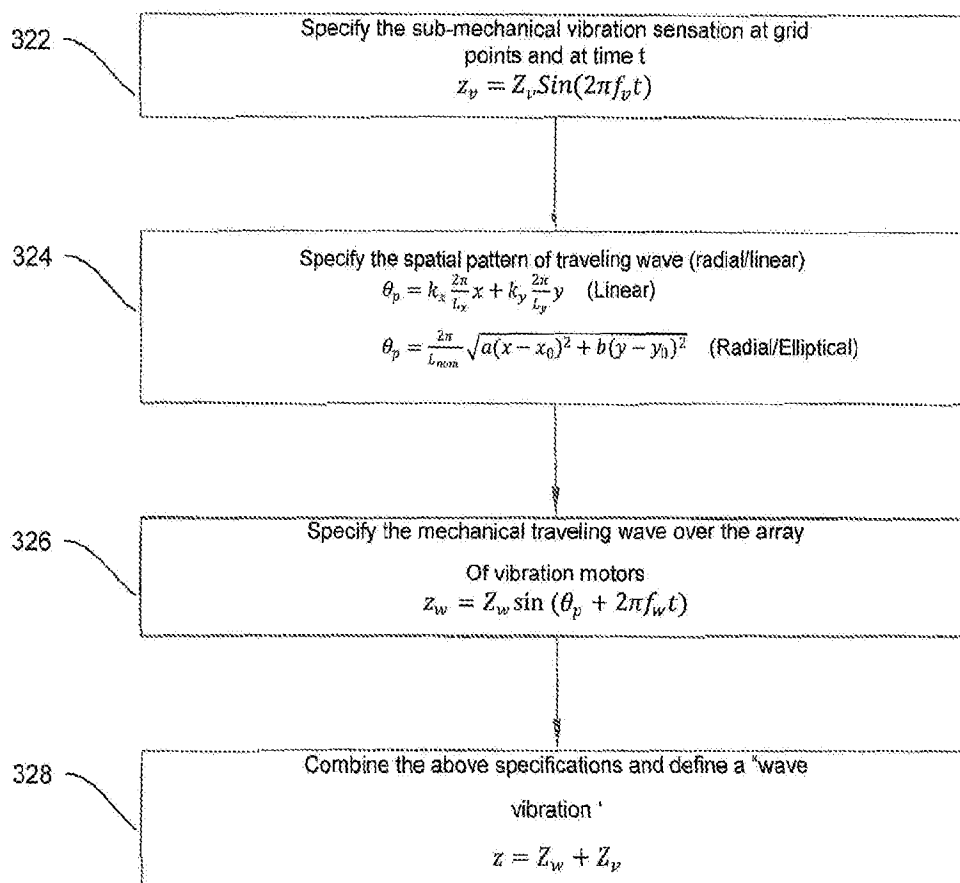 322
Specify the sub-mechanical vibration sensation at grid
points and at time t
z_v = Z_v Sin(2πf_v t)
324
Specify the spatial pattern of traveling wave (radial/linear)
θ_p = k_x 2π/L_x x + k_y 2π/L_y y (Linear)
θ_p = 2π/L_nom √(a(x − x_0)^2 + b(y − y_0)^2) (Radial/Elliptical)
326
Specify the mechanical traveling wave over the array
Of vibration motors
z_w = Z_w sin (θ_p + 2πf_w t)
328
Combine the above specifications and define a "wave
vibration '
z = Z_w + Z_v